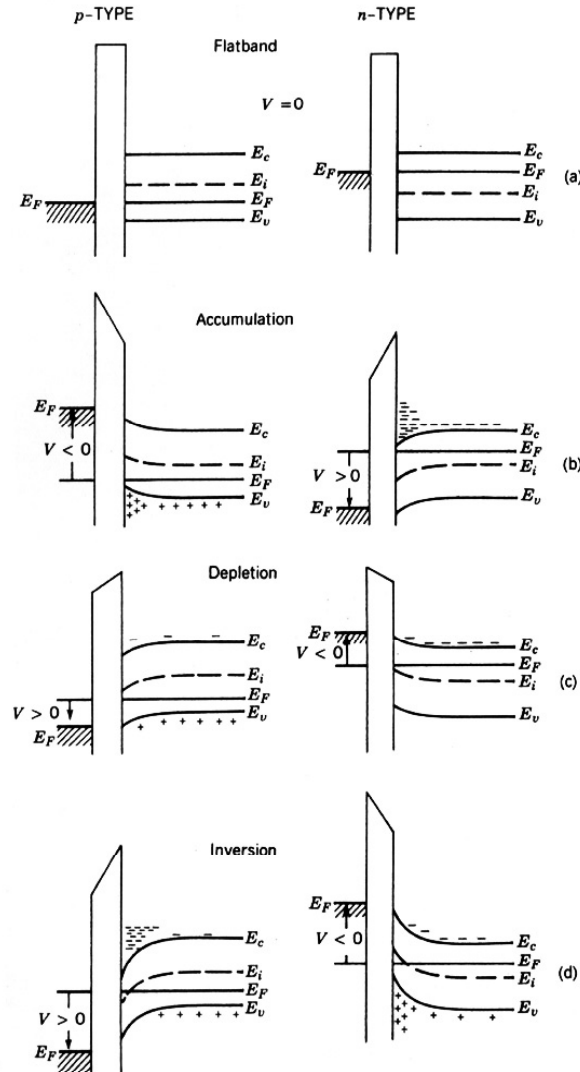 p-TYPE n-TYPE
Flatband
V = 0
E_c E_c
E_F E_F
E_i E_i
E_F E_F
E_v E_v
(a)
Accumulation
E_F
V < 0
E_c
E_i
E_F
E_v
V > 0
E_F
E_c
E_F
E_i
E_v
(b)
Depletion
V > 0
E_F
E_c
E_i
E_F
E_v
E_F
V < 0
E_c
E_F
E_i
E_v
(c)
Inversion
V > 0
E_F
E_c
E_i
E_F
E_v
E_F
V < 0
E_c
E_F
E_i
E_v
(d)